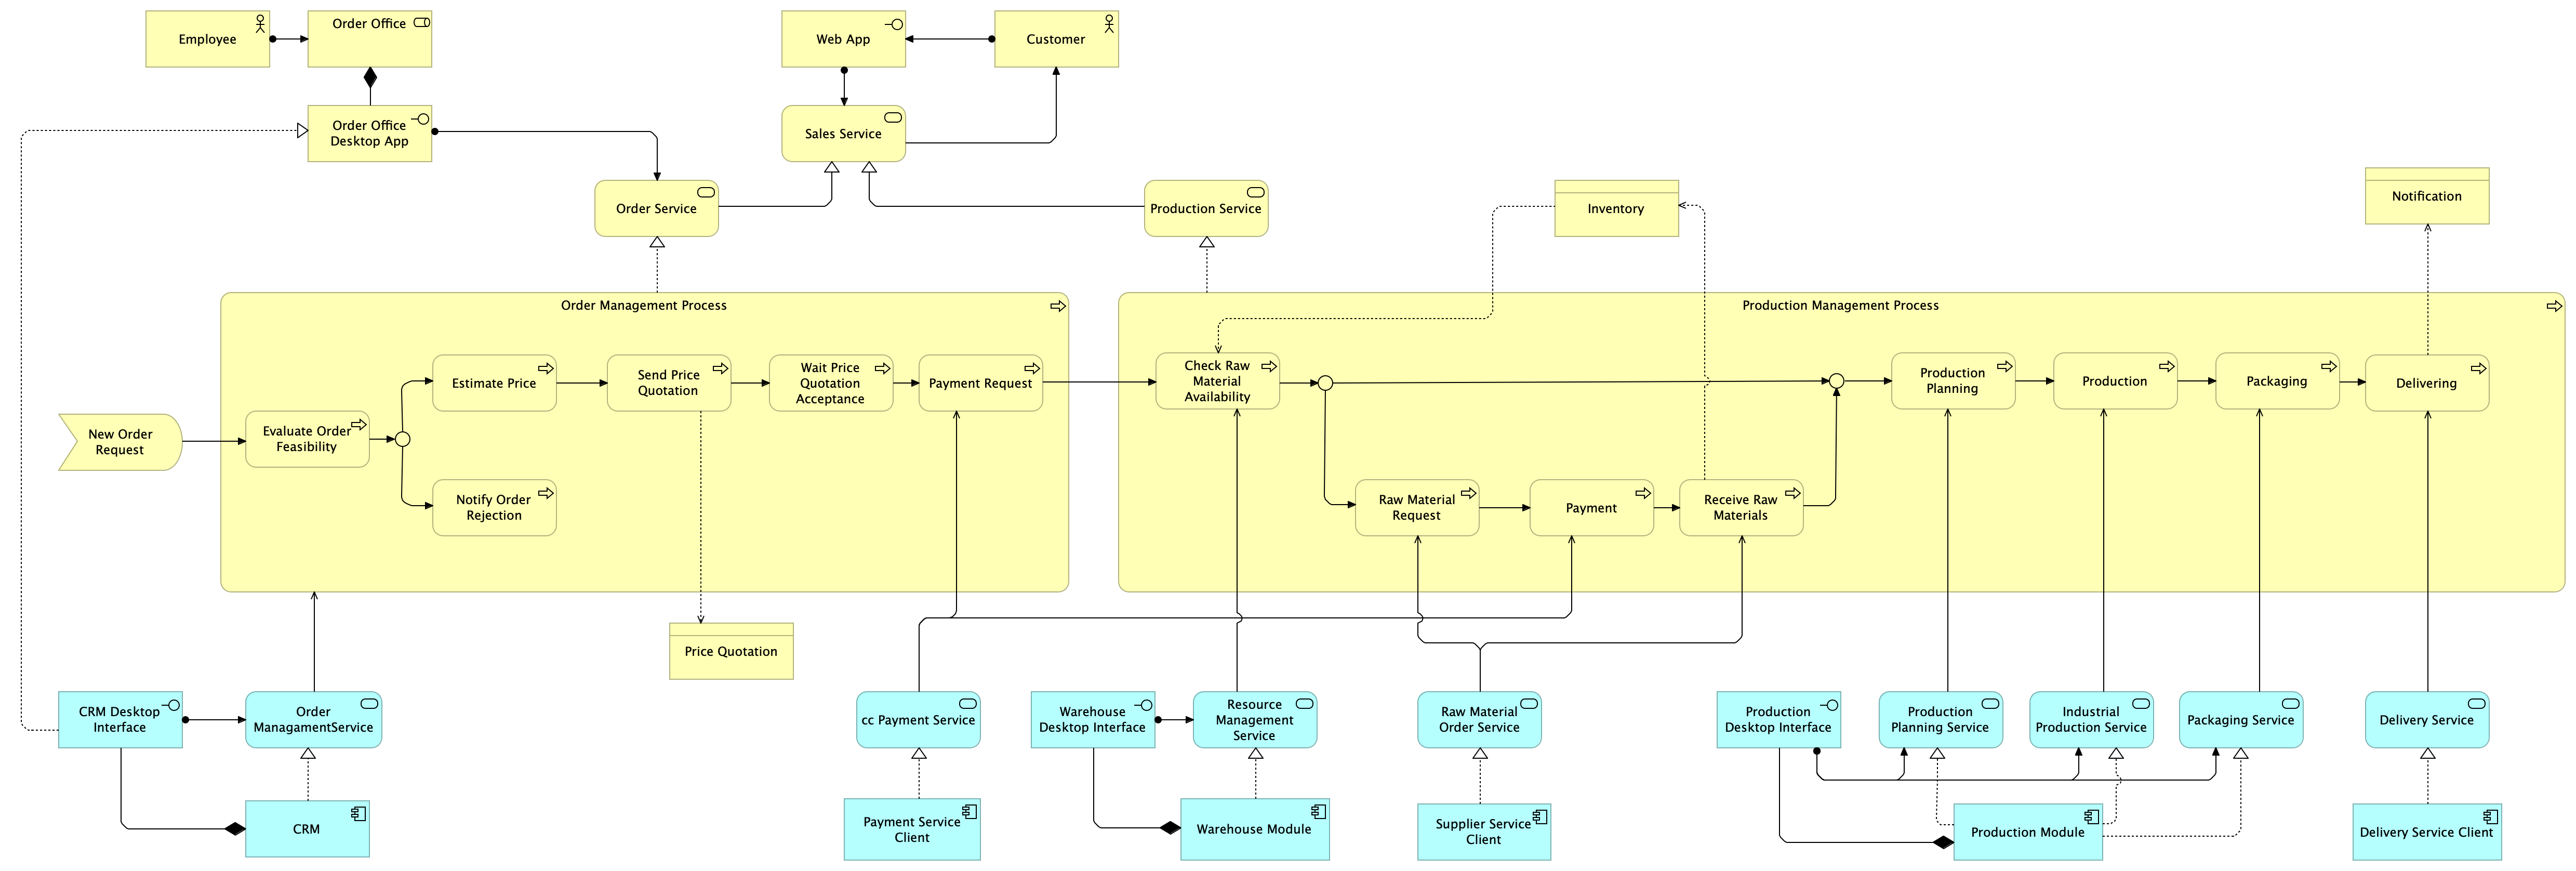 Employee
Order Office
Web App
Customer
Order Office
Desktop App
Sales Service
Order Service
Production Service
Inventory
Notification
Order Management Process
Production Management Process
New Order
Request
Evaluate Order
Feasibility
Estimate Price
Notify Order
Rejection
Send Price
Quotation
Wait Price
Quotation
Acceptance
Payment Request
Check Raw
Material
Availability
Raw Material
Request
Payment
Receive Raw
Materials
Production
Planning
Production
Packaging
Delivering
Price Quotation
CRM Desktop
Interface
Order
ManagamentService
cc Payment Service
Warehouse
Desktop Interface
Resource
Management
Service
Raw Material
Order Service
Production
Desktop Interface
Production
Planning Service
Industrial
Production Service
Packaging Service
Delivery Service
CRM
Payment Service
Client
Warehouse Module
Supplier Service
Client
Production Module
Delivery Service Client